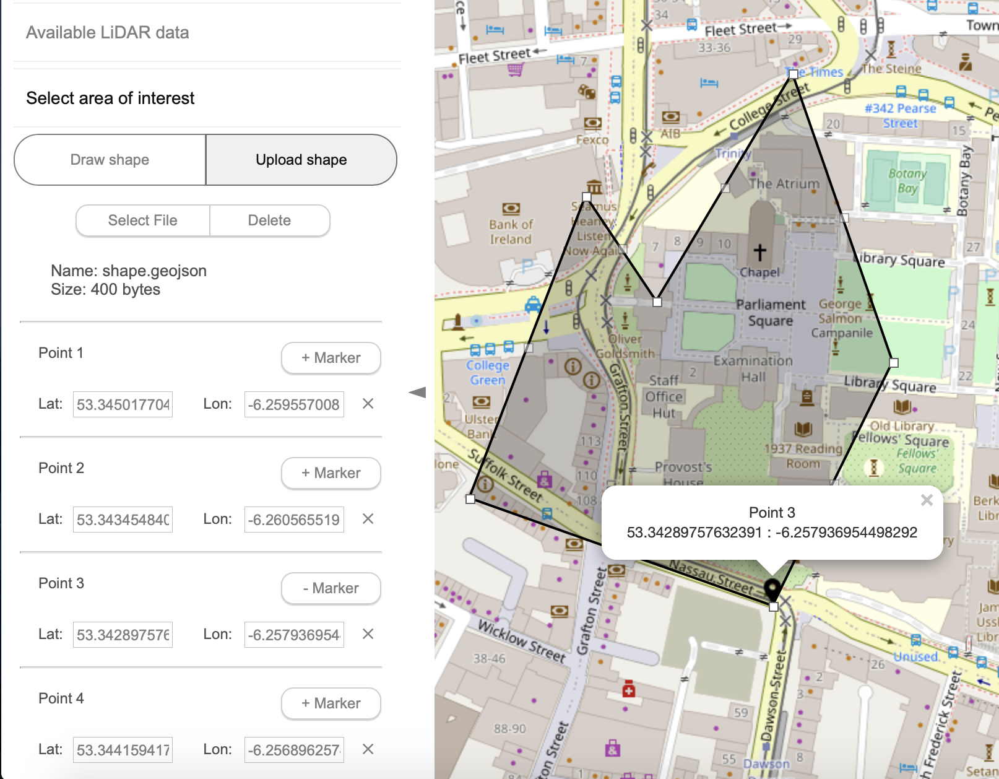 Available LiDAR data
Select area of interest
Draw shape
Upload shape
Select File
Delete
Name: shape.geojson
Size: 400 bytes
Point 1
+ Marker
Lat: 53.345017704
Lon: -6.259557008
Point 2
+ Marker
Lat: 53.343454840
Lon: -6.260565519
Point 3
- Marker
Lat: 53.342897576
Lon: -6.257936954
Point 4
+ Marker
Lat: 53.344159417
Lon: -6.256896257
34
Fleet Street
Town
33-36
29
Fleet Street
7
The Times
The Steine
College Street
#342 Pearse
Street
20
15
AIB
Fexco
Trinity
Botany
Bay
Botany Bay
The Atrium
Seamus
Heaney
Listen
Now Again
Bank of
Ireland
P
7
8
9
10
27
Library Square
Chapel
P
P
Parliament
Square
George
Salmon
Campanile
24
Oliver
Goldsmith
College
Green
Examination
Hall
2
P
22
Library Square
Staff
Office
Hut
Grafton Street
2
Ulster
Bank
Old Library
Fellows' Square
Fellows'
Square
113
1937 Reading
Room
Suffolk Street
Provost's
House
110
108
Point 3
53.34289757632391 : -6.257936954498292
Nassau Street
Grafton Street
Wicklow Street
38-46
Unused
26
2
3
Dawson Street
59
88-90
55
8
Dawson
Frederick Street
1